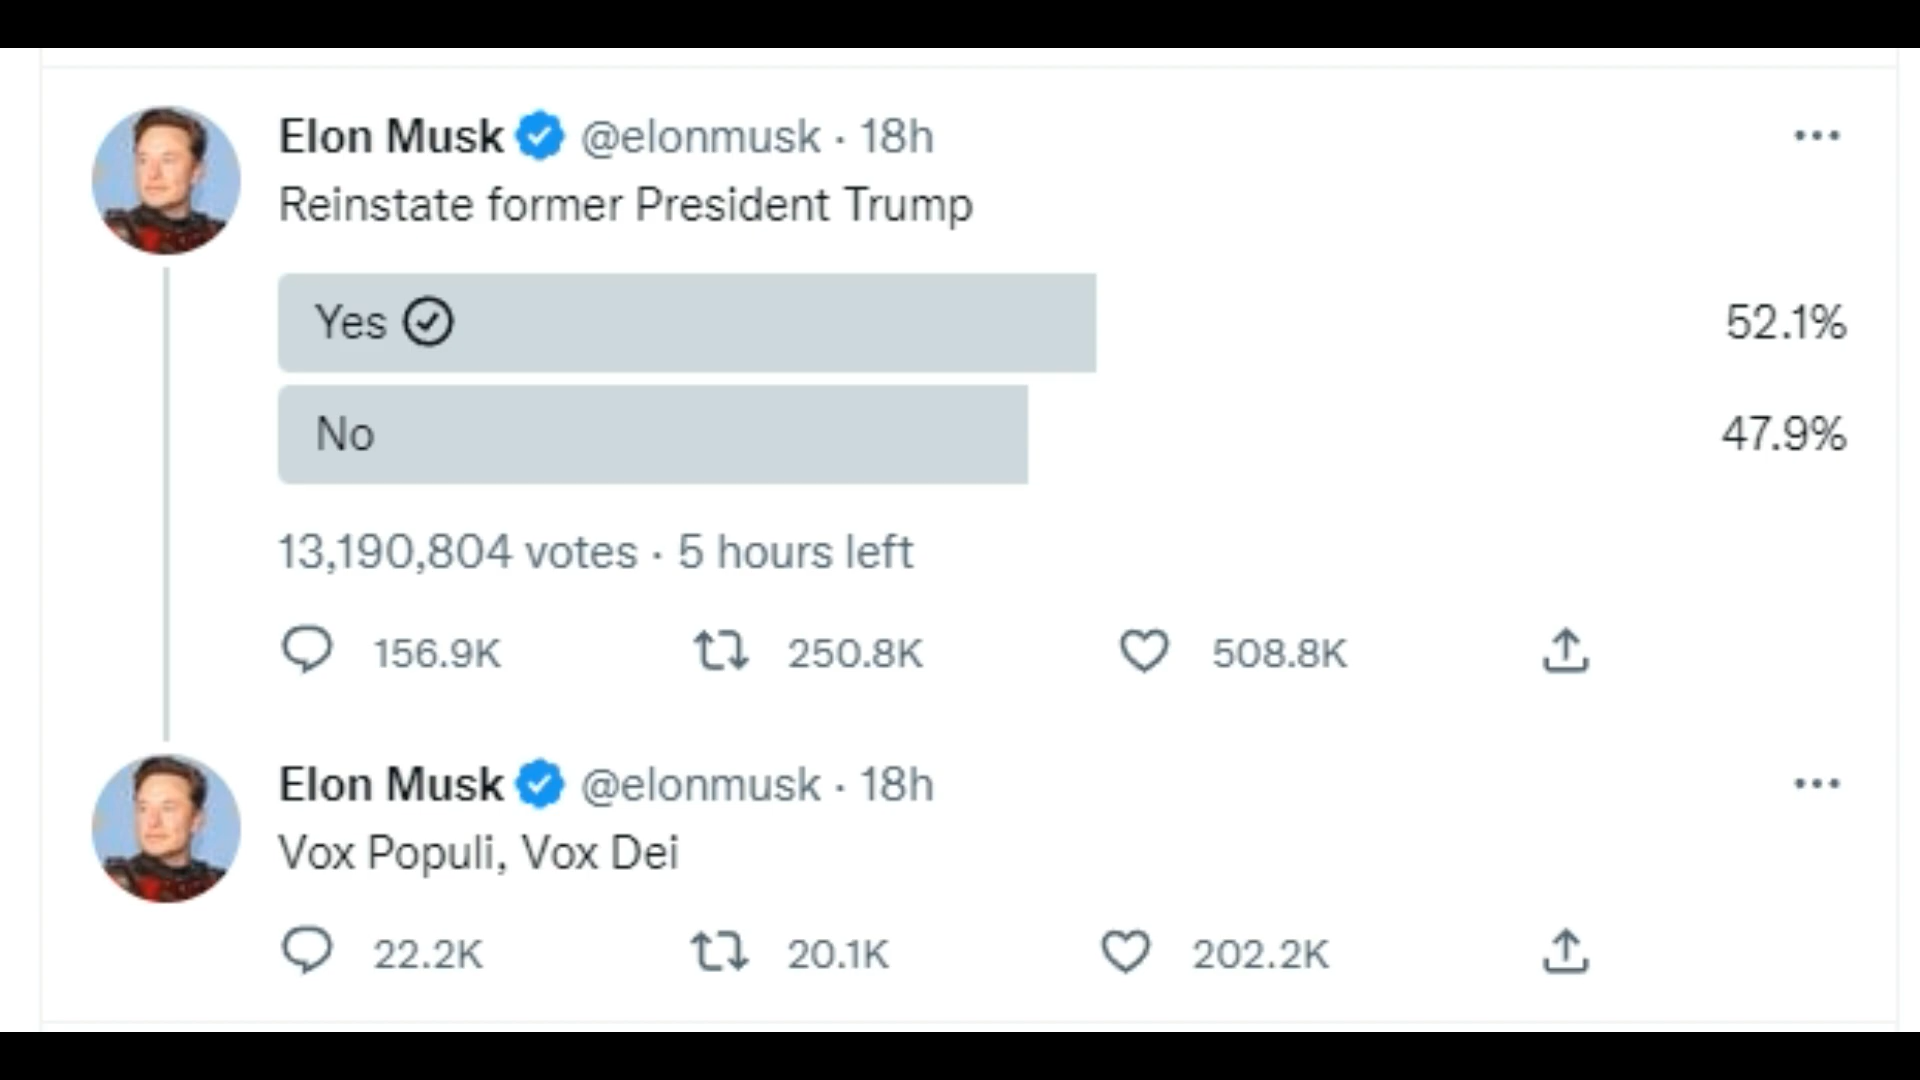 Elon Musk @elonmusk · 18h
Reinstate former President Trump
Yes 52.1%
No 47.9%
13,190,804 votes · 5 hours left
156.9K 250.8K 508.8K
Elon Musk @elonmusk · 18h
Vox Populi, Vox Dei
22.2K 20.1K 202.2K